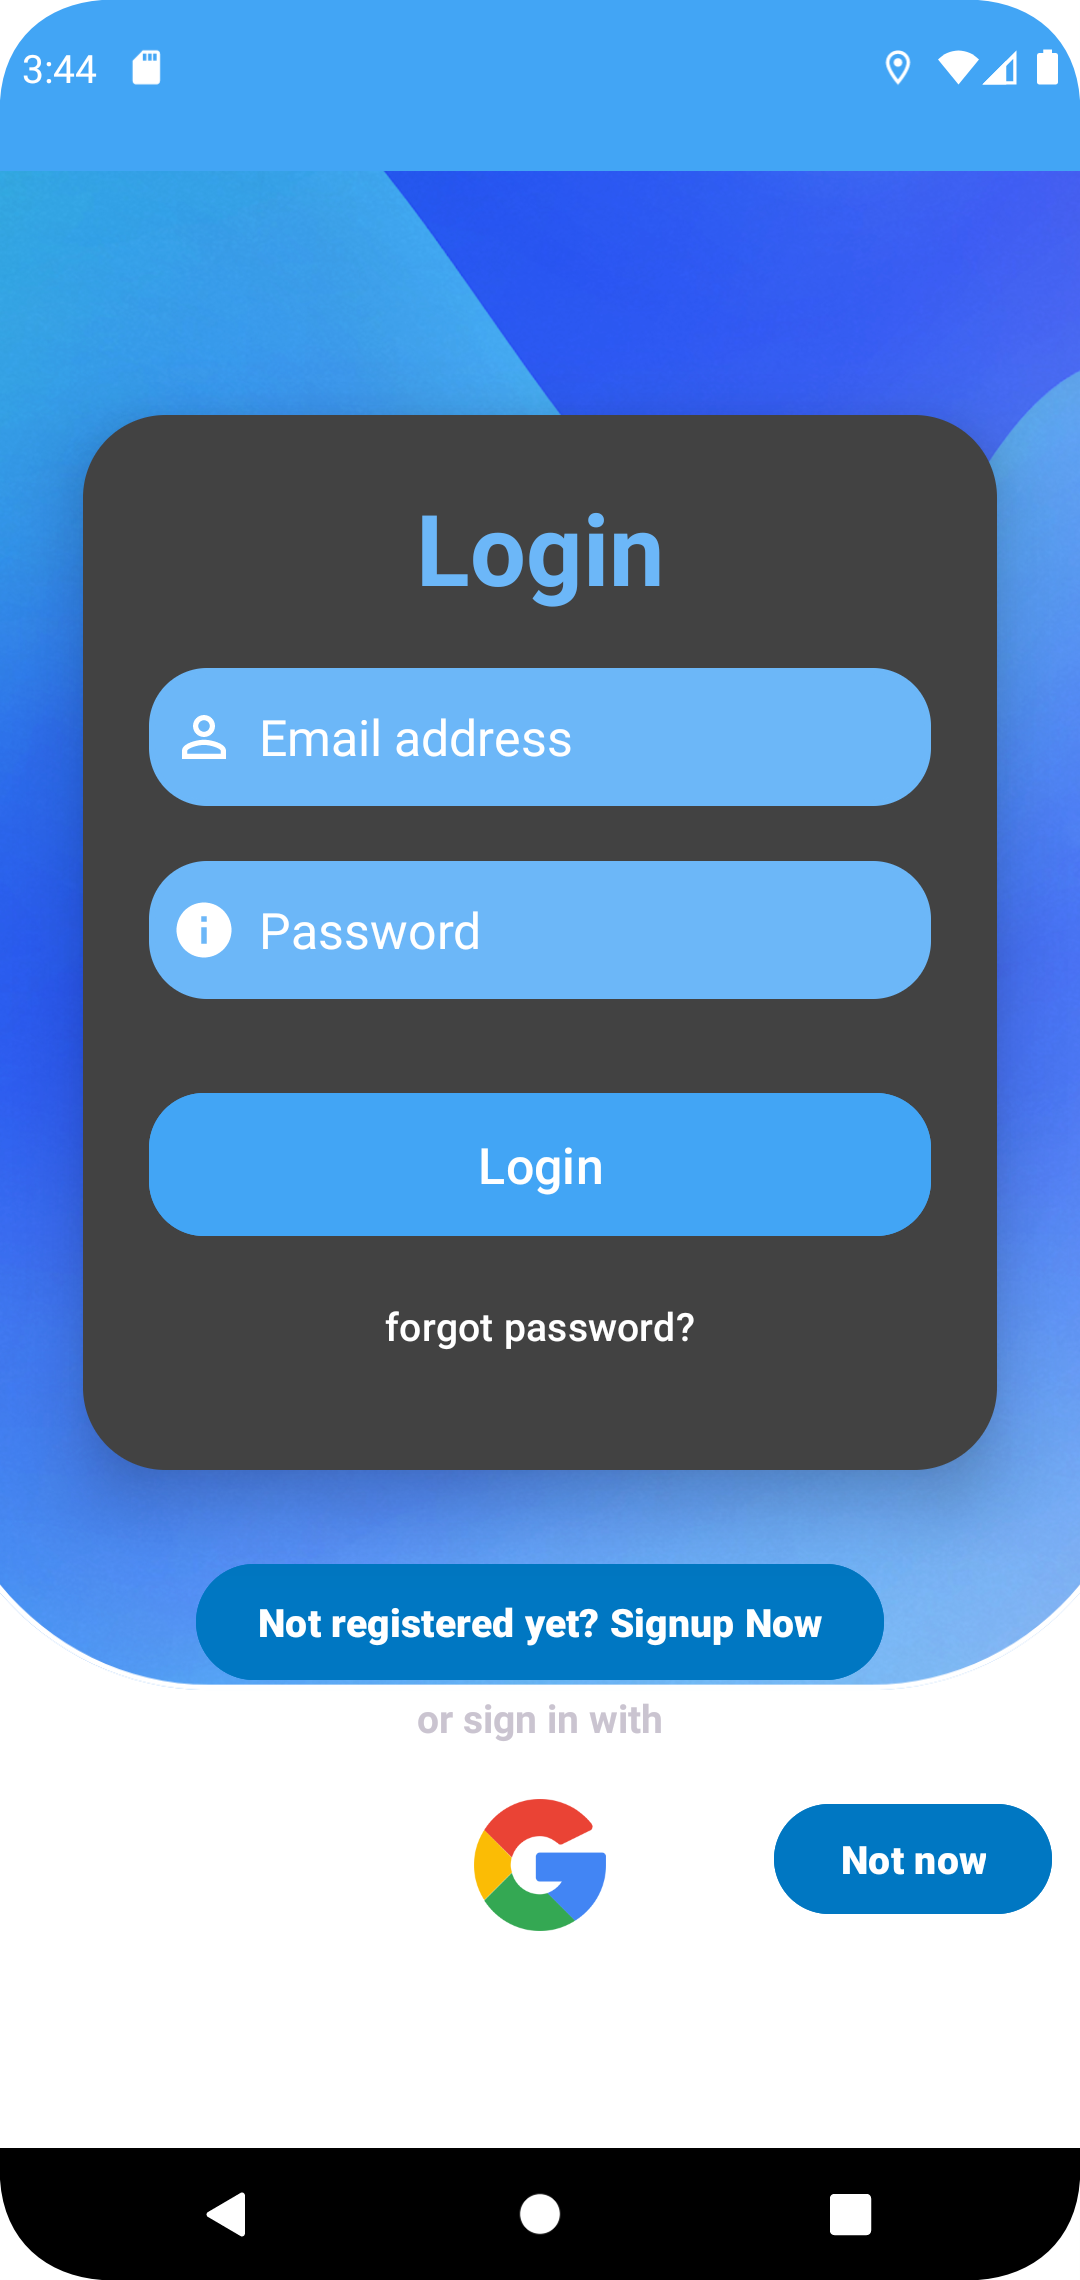 3:44
Login
Email address
Password
Login
forgot password?
Not registered yet? Signup Now
or sign in with
Not now